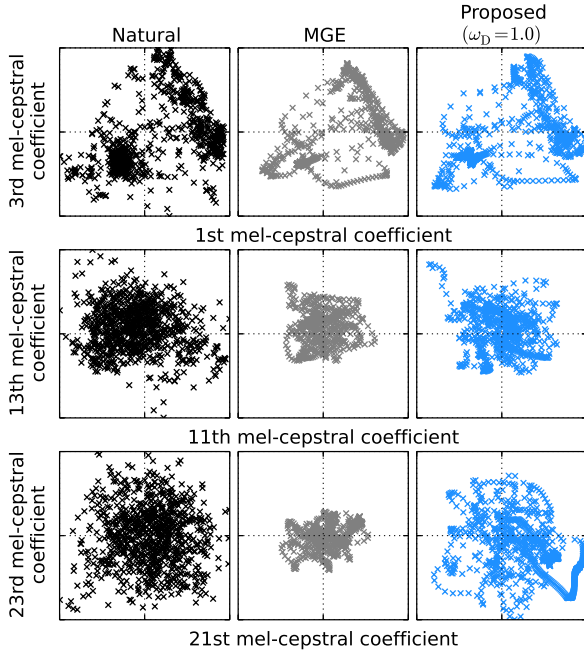 Natural
MGE
Proposed
(ω_D=1.0)
3rd mel-cepstral
coefficient
1st mel-cepstral coefficient
13th mel-cepstral
coefficient
11th mel-cepstral coefficient
23rd mel-cepstral
coefficient
21st mel-cepstral coefficient